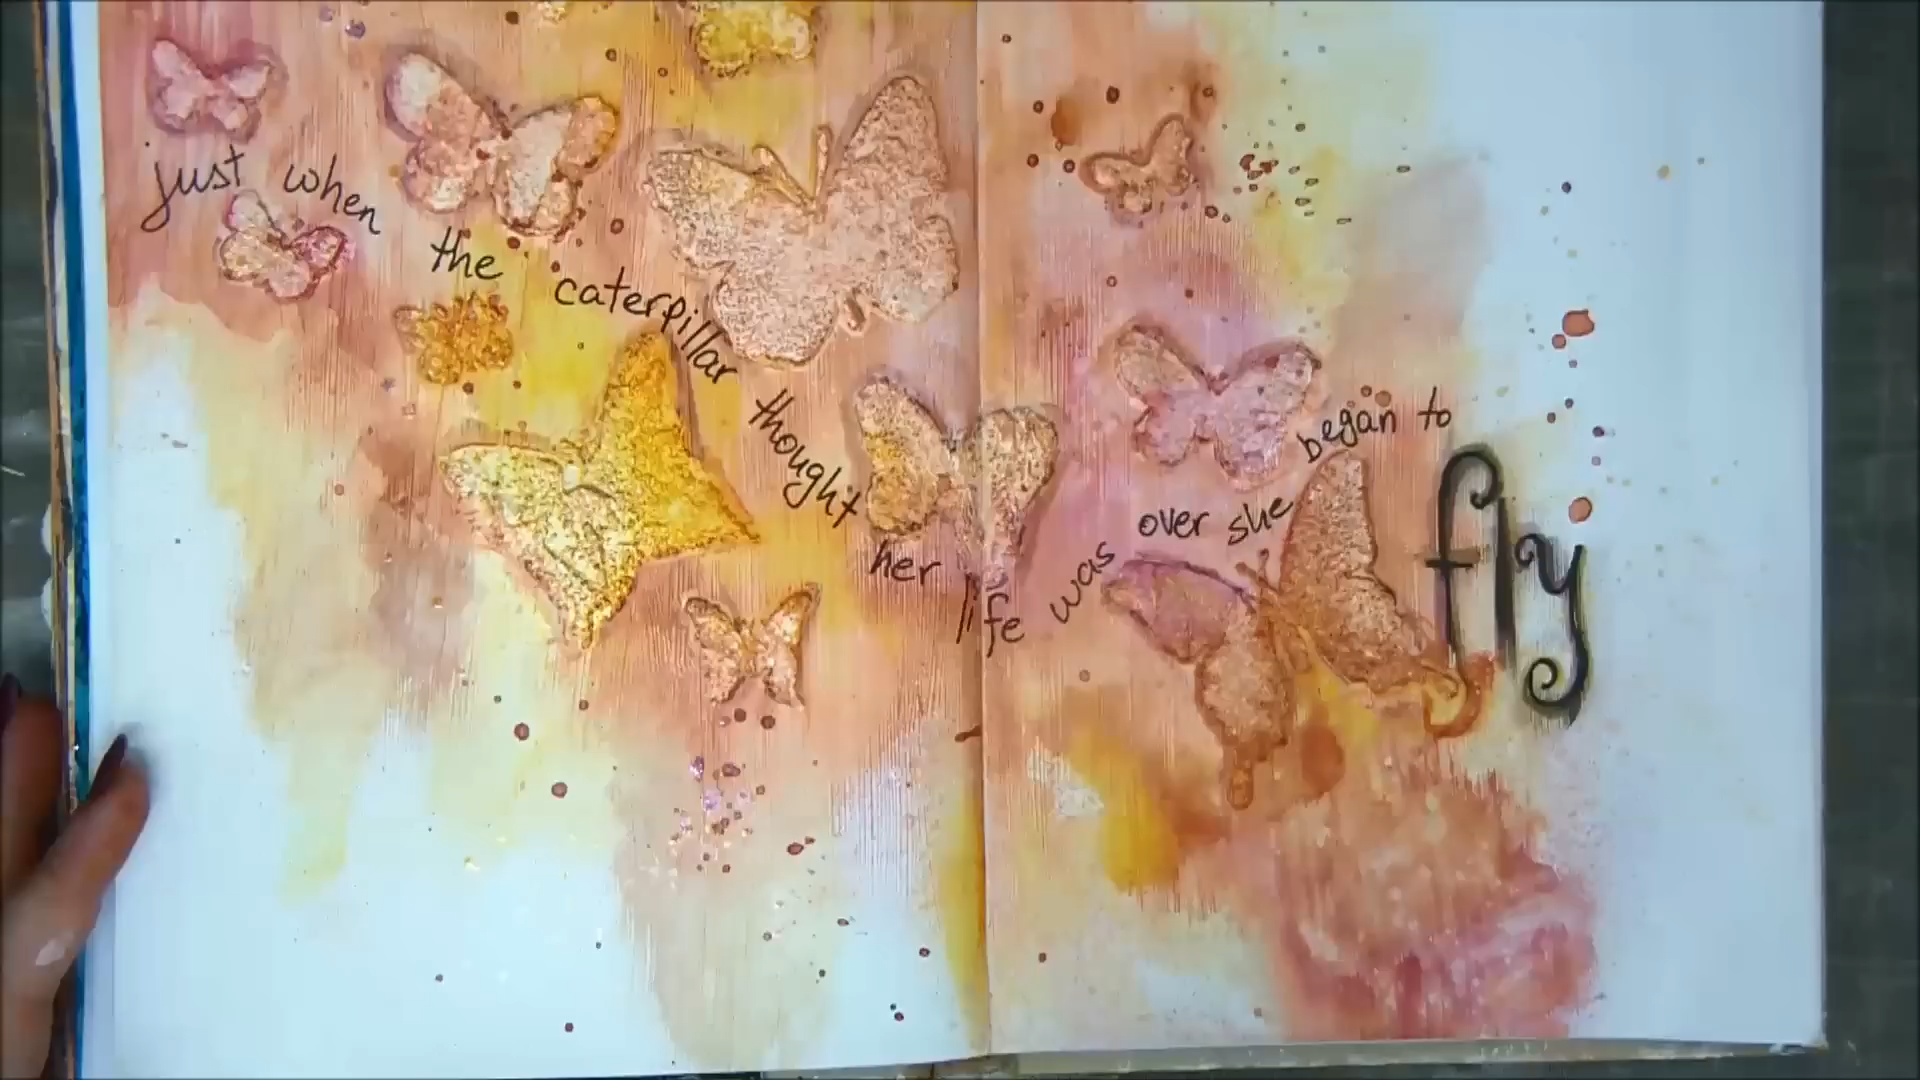 just when the caterpillar thought her life was over she began to fly